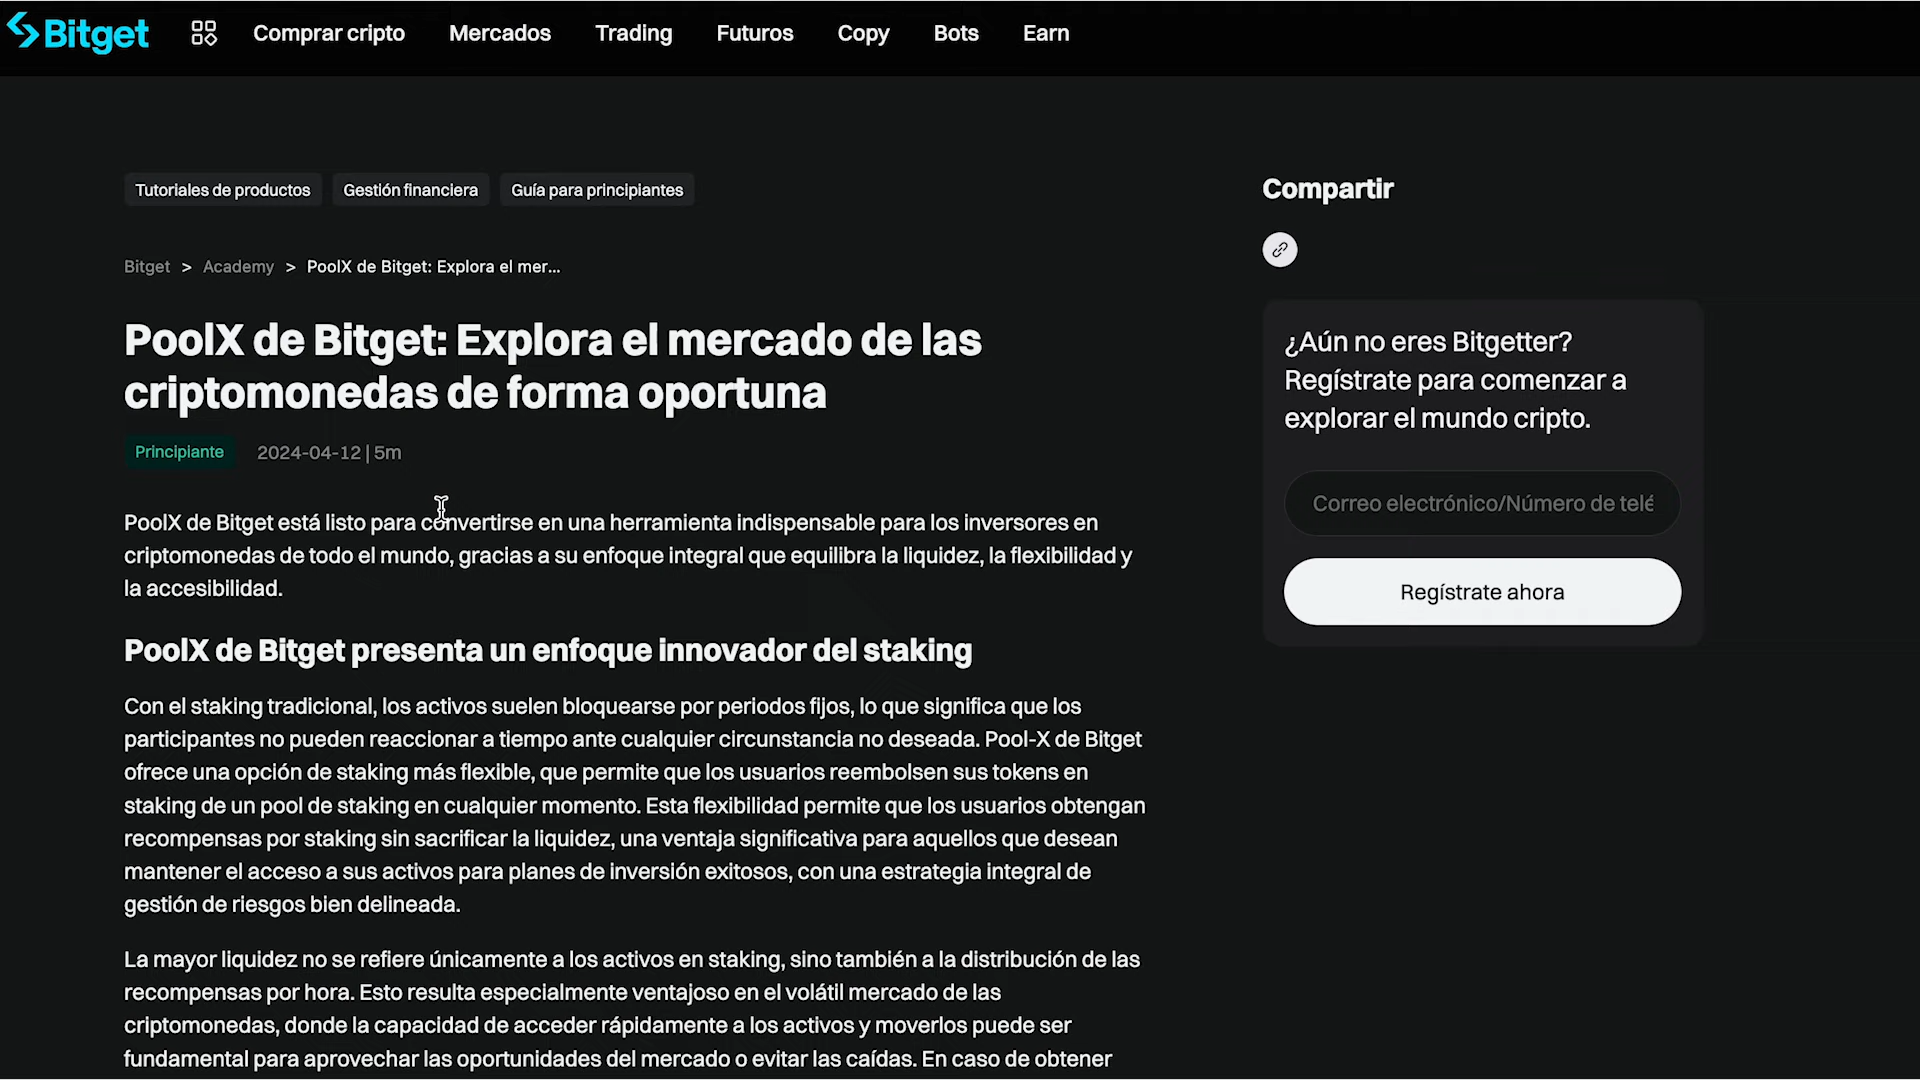 Bitget
Comprar cripto
Mercados
Trading
Futuros
Copy
Bots
Earn
Tutoriales de productos
Gestión financiera
Guía para principiantes
Bitget > Academy > PoolX de Bitget: Explora el mer...
PoolX de Bitget: Explora el mercado de las
criptomonedas de forma oportuna
Principiante
2024-04-12 | 5m
PoolX de Bitget está listo para convertirse en una herramienta indispensable para los inversores en
criptomonedas de todo el mundo, gracias a su enfoque integral que equilibra la liquidez, la flexibilidad y
la accesibilidad.
PoolX de Bitget presenta un enfoque innovador del staking
Con el staking tradicional, los activos suelen bloquearse por periodos fijos, lo que significa que los
participantes no pueden reaccionar a tiempo ante cualquier circunstancia no deseada. Pool-X de Bitget
ofrece una opción de staking más flexible, que permite que los usuarios reembolsen sus tokens en
staking de un pool de staking en cualquier momento. Esta flexibilidad permite que los usuarios obtengan
recompensas por staking sin sacrificar la liquidez, una ventaja significativa para aquellos que desean
mantener el acceso a sus activos para planes de inversión exitosos, con una estrategia integral de
gestión de riesgos bien delineada.
La mayor liquidez no se refiere únicamente a los activos en staking, sino también a la distribución de las
recompensas por hora. Esto resulta especialmente ventajoso en el volátil mercado de las
criptomonedas, donde la capacidad de acceder rápidamente a los activos y moverlos puede ser
fundamental para aprovechar las oportunidades del mercado o evitar las caídas. En caso de obtener
Compartir
¿Aún no eres Bitgetter?
Regístrate para comenzar a
explorar el mundo cripto.
Correo electrónico/Número de telé
Regístrate ahora